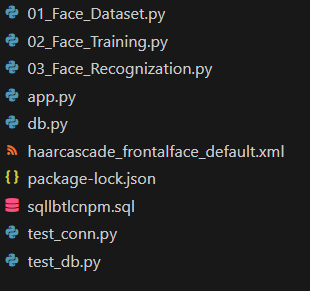 01_Face_Dataset.py
02_Face_Training.py
03_Face_Recognization.py
app.py
db.py
haarcascade_frontalface_default.xml
package-lock.json
sqllbtlcnpm.sql
test_conn.py
test_db.py